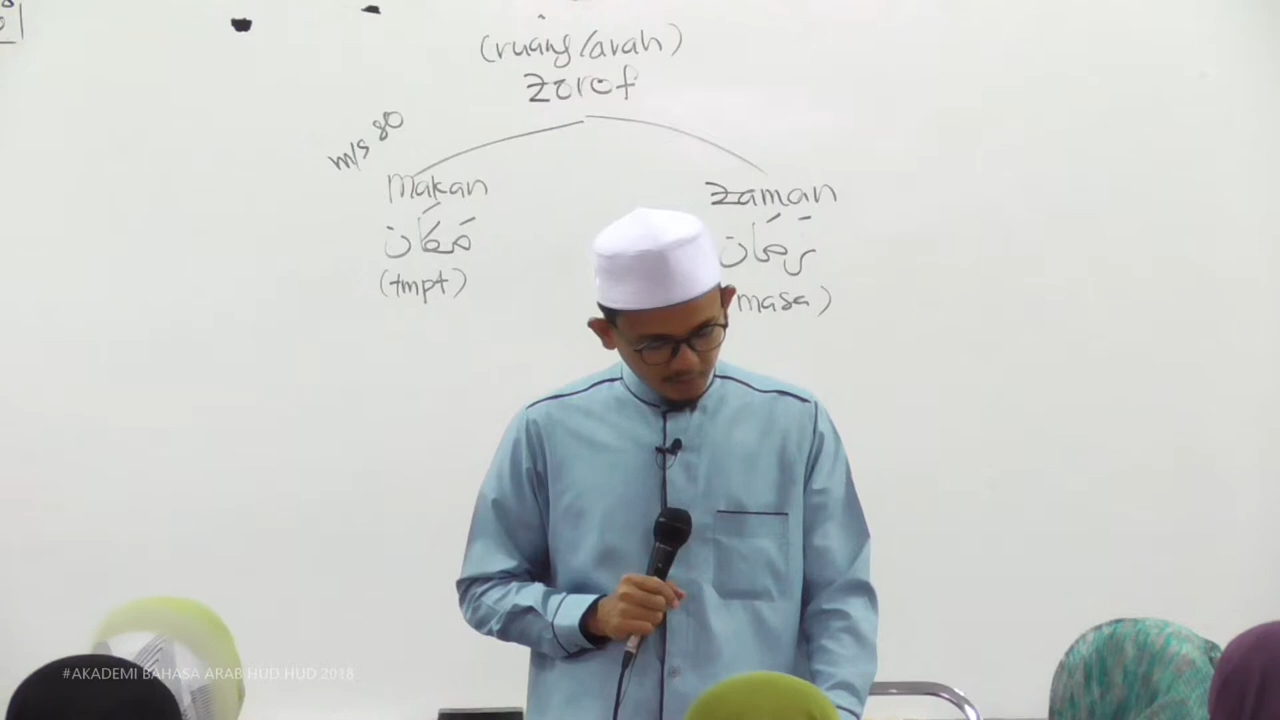 (ruang/arah)
Zorof
m/s 80
Makan
Zaman
مَكَان
زَمَان
(tmpt)
masa)
#AKADEMI BAHASA ARAB HUD HUD 2018